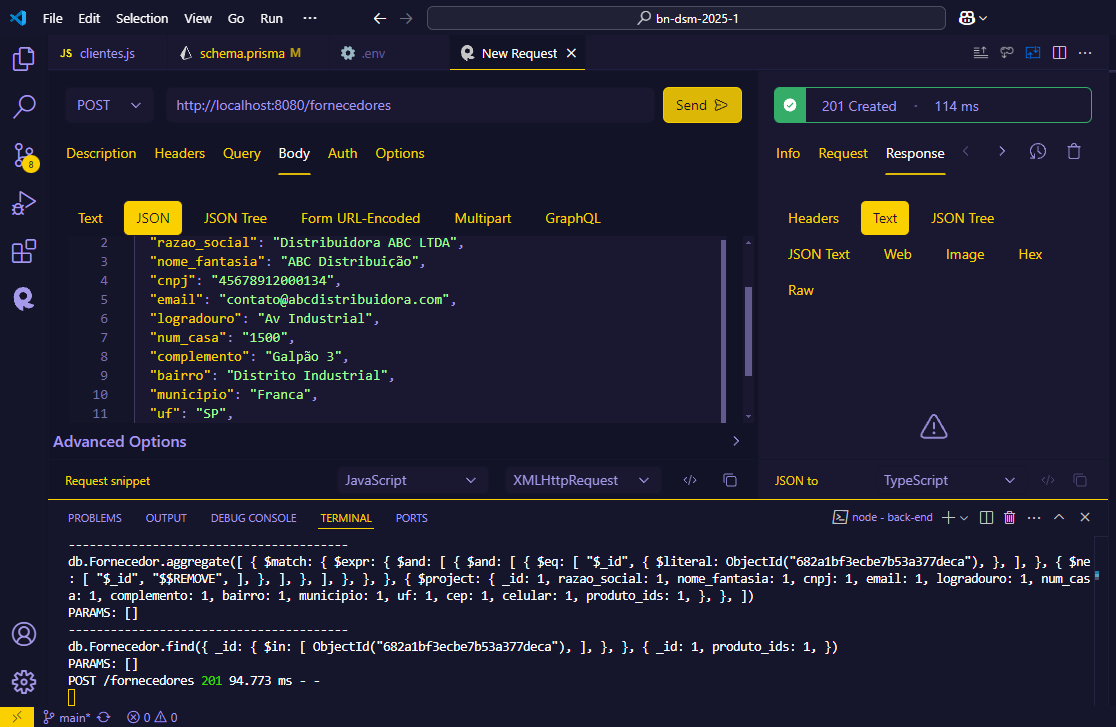 File Edit Selection View Go Run ··· bn-dsm-2025-1
JS clientes.js schema.prisma M .env New Request
POST http://localhost:8080/fornecedores Send
201 Created · 114 ms
Description Headers Query Body Auth Options
Info Request Response
8
Text JSON JSON Tree Form URL-Encoded Multipart GraphQL
Headers Text JSON Tree
JSON Text Web Image Hex
Raw
2 "razao_social": "Distribuidora ABC LTDA",
3 "nome_fantasia": "ABC Distribuição",
4 "cnpj": "45678912000134",
5 "email": "contato@abcdistribuidora.com",
6 "logradouro": "Av Industrial",
7 "num_casa": "1500",
8 "complemento": "Galpão 3",
9 "bairro": "Distrito Industrial",
10 "municipio": "Franca",
11 "uf": "SP",
Advanced Options
Request snippet JavaScript XMLHttpRequest
JSON to TypeScript
PROBLEMS OUTPUT DEBUG CONSOLE TERMINAL PORTS node - back-end
----------------------------------------
db.Fornecedor.aggregate([ { $match: { $expr: { $and: [ { $and: [ { $eq: [ "$_id", { $literal: ObjectId("682a1bf3ecbe7b53a377deca"), }, ], }, { $ne
: [ "$_id", "$$REMOVE", ], }, ], }, ], }, }, }, { $project: { _id: 1, razao_social: 1, nome_fantasia: 1, cnpj: 1, email: 1, logradouro: 1, num_cas
a: 1, complemento: 1, bairro: 1, municipio: 1, uf: 1, cep: 1, celular: 1, produto_ids: 1, }, }, ])
PARAMS: []
----------------------------------------
db.Fornecedor.find({ _id: { $in: [ ObjectId("682a1bf3ecbe7b53a377deca"), ], }, }, { _id: 1, produto_ids: 1, })
PARAMS: []
POST /fornecedores 201 94.773 ms - -
main* 0 0